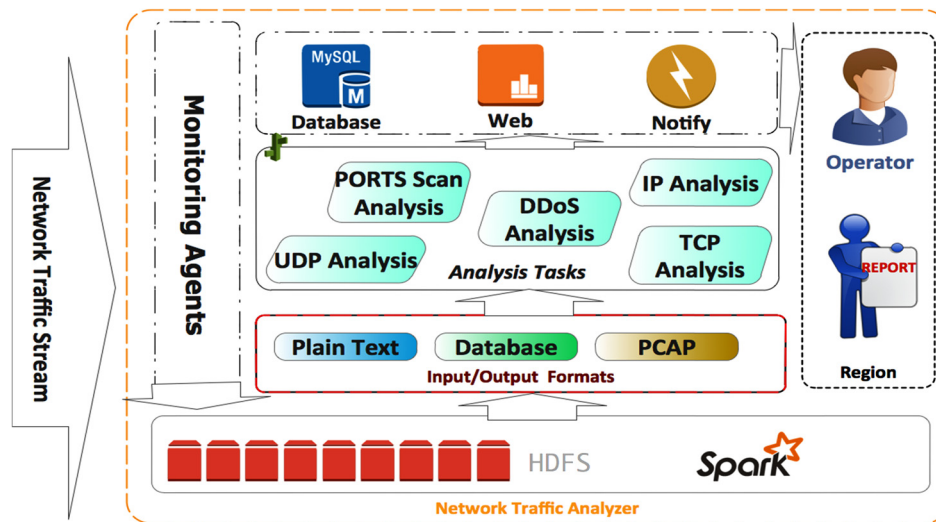 Network Traffic Stream
Monitoring Agents
MySQL
M
Database
Web
Notify
Operator
REPORT
Region
PORTS Scan
Analysis
DDoS
Analysis
IP Analysis
UDP Analysis
TCP
Analysis
Analysis Tasks
Plain Text
Database
PCAP
Input/Output Formats
HDFS
Spark
Network Traffic Analyzer